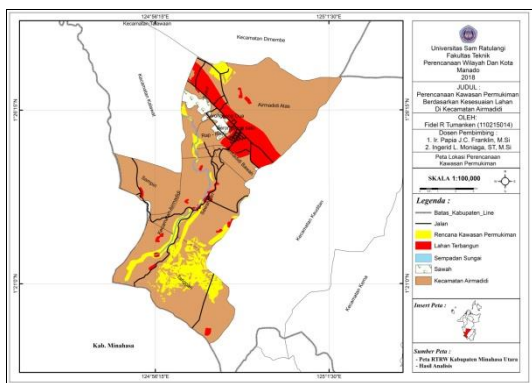 124°56'15"E
125°1'30"E
Kecamatan Talawaan
Kecamatan Dimembe
Kecamatan Kalawat
Airmadidi Atas
Sampiri
Kecamatan Airmadidi
Kecamatan Kauditan
Kecamatan Kema
Kab. Minahasa
124°56'15"E
125°1'30"E
Universitas Sam Ratulangi
Fakultas Teknik
Perencanaan Wilayah Dan Kota
Manado
2018
JUDUL :
Perencanaan Kawasan Permukiman
Berdasarkan Kesesuaian Lahan
Di Kecamatan Airmadidi
OLEH:
Fidel R Tumanken (110215014)
Dosen Pembimbing :
1. Ir. Papia J.C. Franklin, M.Si
2. Ingerid L. Moniaga, ST, M.Si
Peta Lokasi Perencanaan
Kawasan Permukiman
SKALA 1:100,000
Legenda :
Batas_Kabupaten_Line
Jalan
Rencana Kawasan Permukiman
Lahan Terbangun
Sempadan Sungai
Sawah
Kecamatan Airmadidi
Insert Peta :
Sumber Peta :
- Peta RTRW Kabupaten Minahasa Utara
- Hasil Analisis